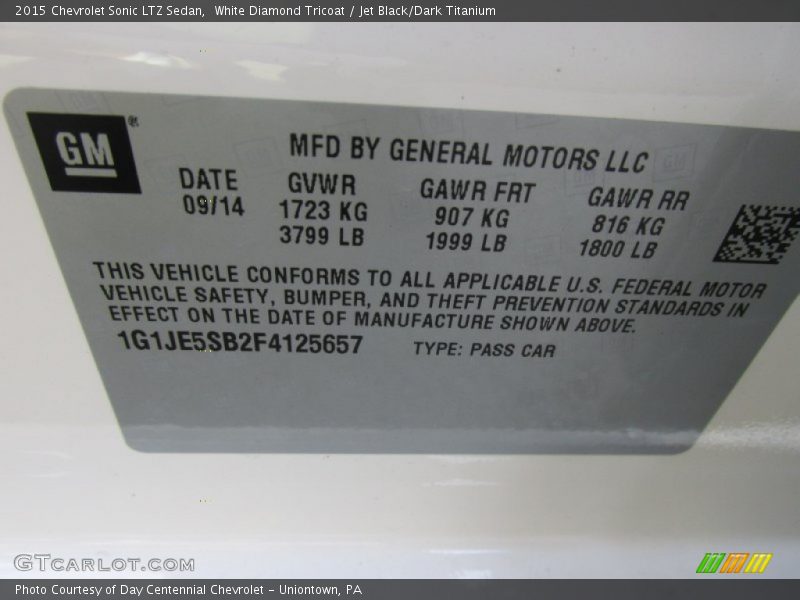 2015 Chevrolet Sonic LTZ Sedan, White Diamond Tricoat / Jet Black/Dark Titanium
GM®
MFD BY GENERAL MOTORS LLC
DATE GVWR GAWR FRT GAWR RR
09/14 1723 KG 907 KG 816 KG
3799 LB 1999 LB 1800 LB
THIS VEHICLE CONFORMS TO ALL APPLICABLE U.S. FEDERAL MOTOR
VEHICLE SAFETY, BUMPER, AND THEFT PREVENTION STANDARDS IN
EFFECT ON THE DATE OF MANUFACTURE SHOWN ABOVE.
1G1JE5SB2F4125657 TYPE: PASS CAR
GTcarlot.com
Photo Courtesy of Day Centennial Chevrolet - Uniontown, PA